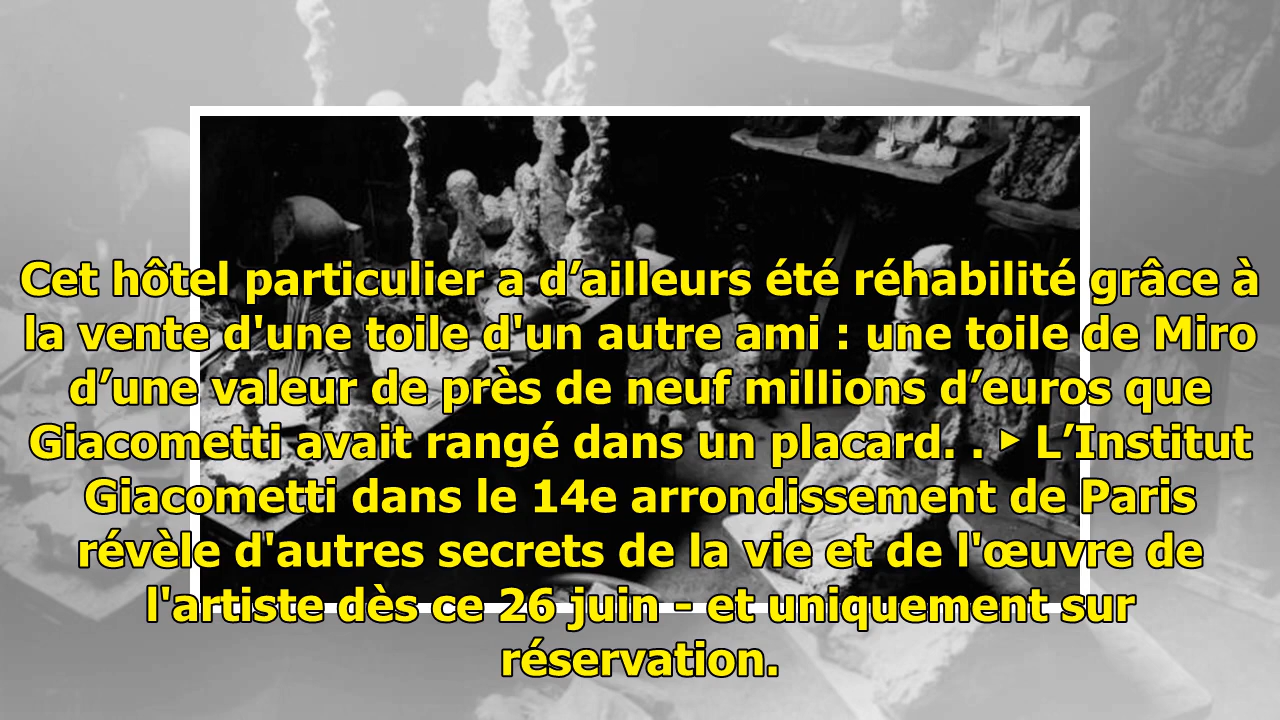 Cet hôtel particulier a d’ailleurs été réhabilité grâce à
la vente d'une toile d'un autre ami : une toile de Miro
d’une valeur de près de neuf millions d’euros que
Giacometti avait rangé dans un placard. . ▸ L’Institut
Giacometti dans le 14e arrondissement de Paris
révèle d'autres secrets de la vie et de l'œuvre de
l'artiste dès ce 26 juin - et uniquement sur
réservation.